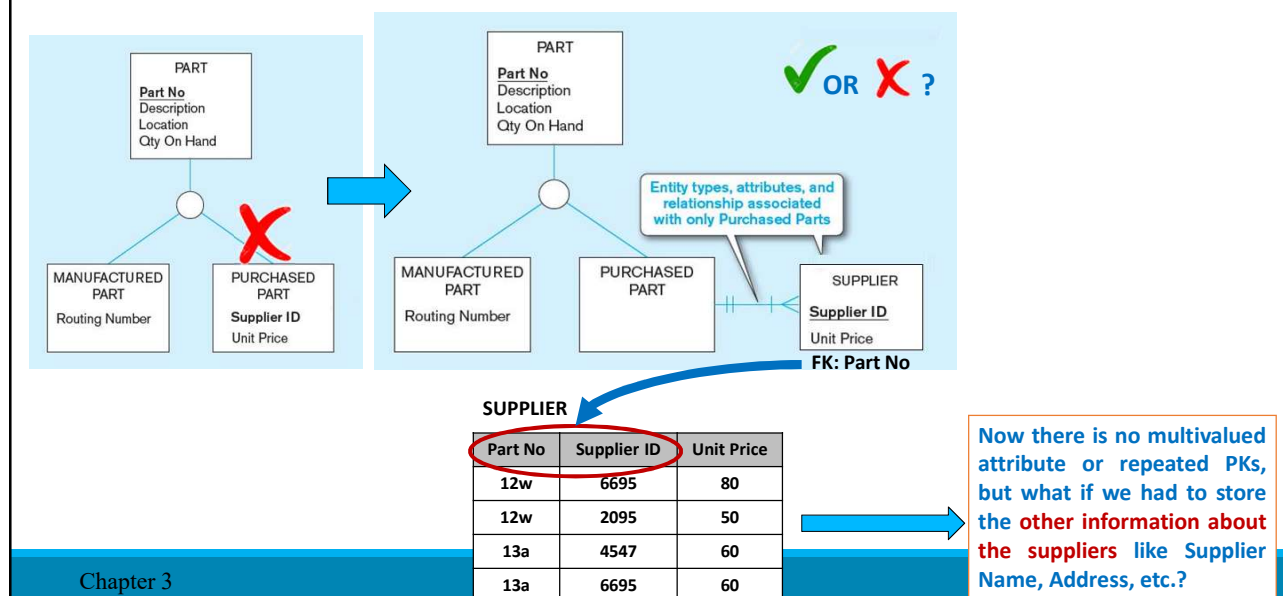 PART
Part No
Description
Location
Qty On Hand
MANUFACTURED
PART
Routing Number
PURCHASED
PART
Supplier ID
Unit Price
PART
Part No
Description
Location
Qty On Hand
OR ?
Entity types, attributes, and
relationship associated
with only Purchased Parts
MANUFACTURED
PART
Routing Number
PURCHASED
PART
SUPPLIER
Supplier ID
Unit Price
FK: Part No
SUPPLIER
Part No Supplier ID Unit Price
12w 6695 80
12w 2095 50
13a 4547 60
13a 6695 60
Now there is no multivalued
attribute or repeated PKs,
but what if we had to store
the other information about
the suppliers like Supplier
Name, Address, etc.?
Chapter 3